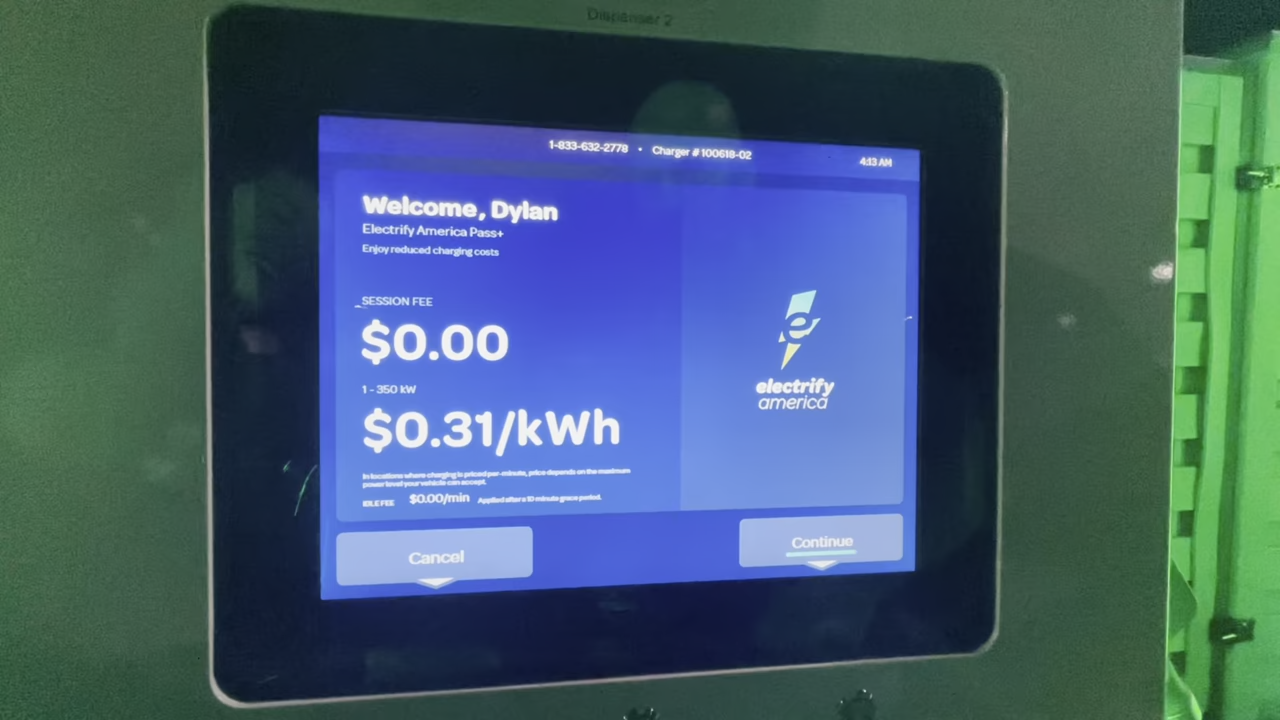 Dispenser 2
1-833-632-2778 • Charger # 100618-02
4:13 AM
Welcome, Dylan
Electrify America Pass+
Enjoy reduced charging costs
SESSION FEE
$0.00
1 - 350 kW
$0.31/kWh
In locations where charging is priced per-minute, price depends on the maximum
power level your vehicle can accept.
IDLE FEE $0.00/min Applied after a 10 minute grace period.
e
electrify
america
Cancel
Continue